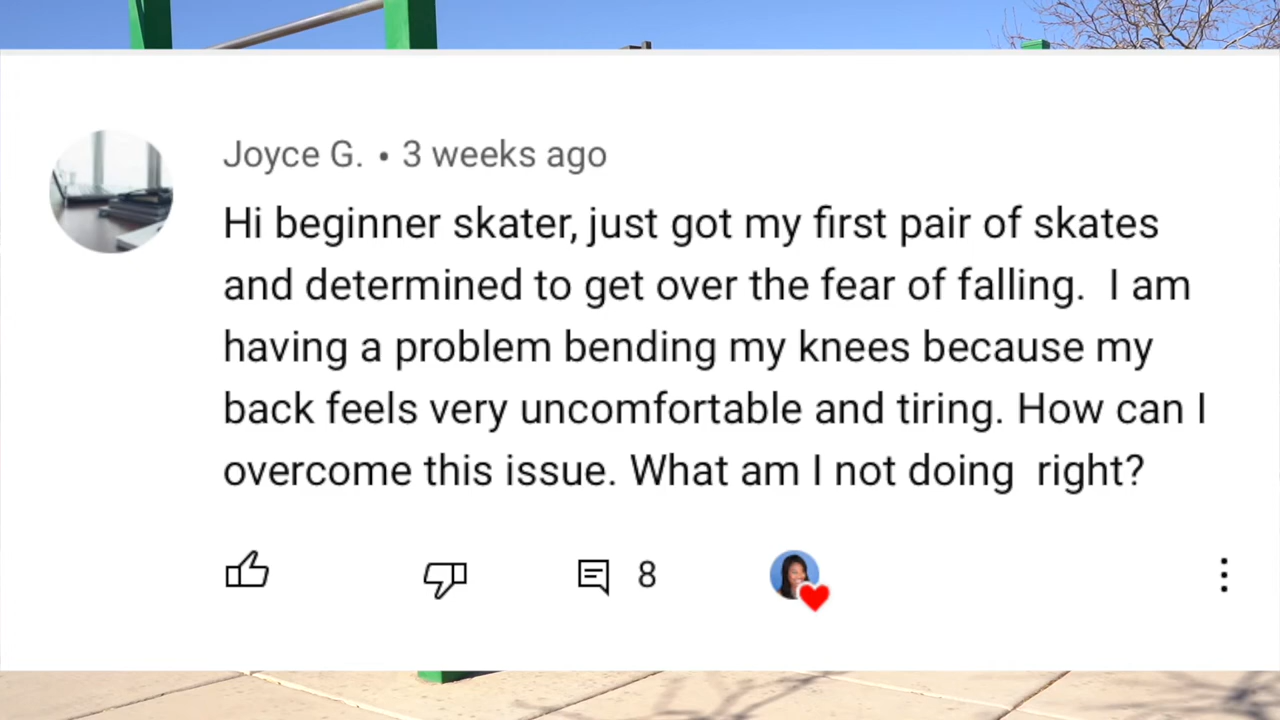 Joyce G. • 3 weeks ago
Hi beginner skater, just got my first pair of skates
and determined to get over the fear of falling.  I am
having a problem bending my knees because my
back feels very uncomfortable and tiring. How can I
overcome this issue. What am I not doing  right?
8